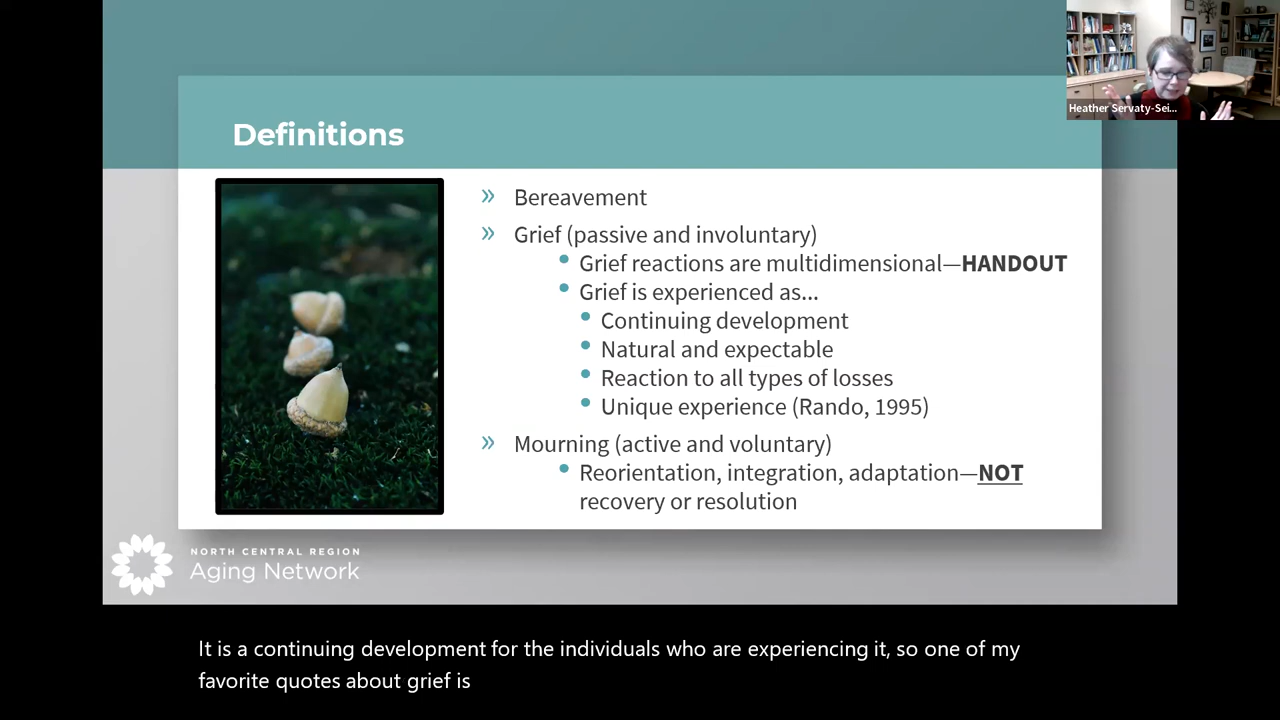 Heather Servaty-Sei...
Definitions
» Bereavement
» Grief (passive and involuntary)
• Grief reactions are multidimensional—HANDOUT
• Grief is experienced as...
• Continuing development
• Natural and expectable
• Reaction to all types of losses
• Unique experience (Rando, 1995)
» Mourning (active and voluntary)
• Reorientation, integration, adaptation—NOT
recovery or resolution
NORTH CENTRAL REGION
Aging Network
It is a continuing development for the individuals who are experiencing it, so one of my
favorite quotes about grief is